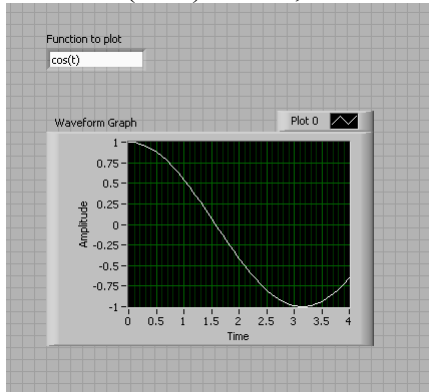 Function to plot
cos(t)
Waveform Graph
Plot 0
1
0.75
0.5
0.25
0
-0.25
-0.5
-0.75
-1
Amplitude
0 0.5 1 1.5 2 2.5 3 3.5 4
Time